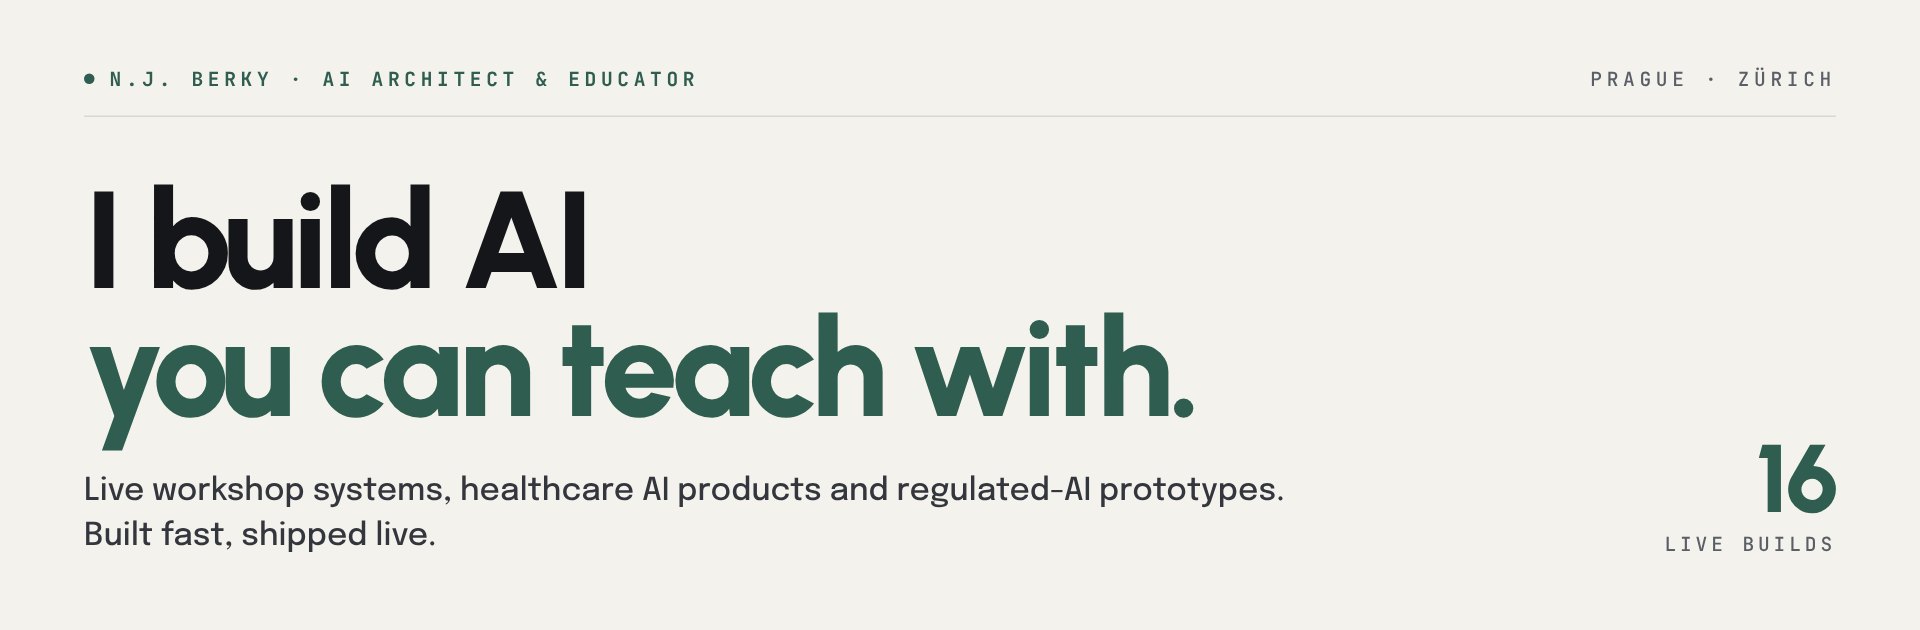 N.J. BERKY · AI ARCHITECT & EDUCATOR
PRAGUE · ZÜRICH
I build AI
you can teach with.
Live workshop systems, healthcare AI products and regulated-AI prototypes.
Built fast, shipped live.
16
LIVE BUILDS